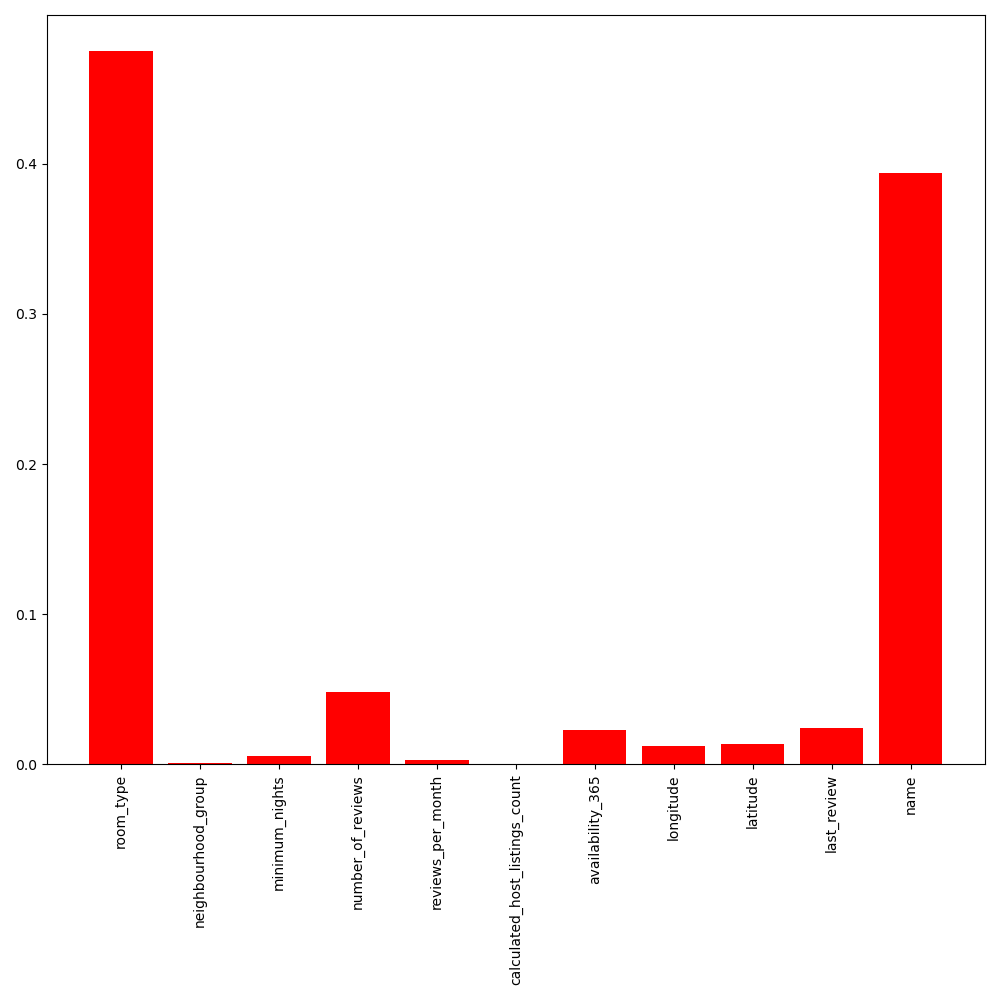 0.4
0.3
0.2
0.1
0.0
room_type
neighbourhood_group
minimum_nights
number_of_reviews
reviews_per_month
calculated_host_listings_count
availability_365
longitude
latitude
last_review
name